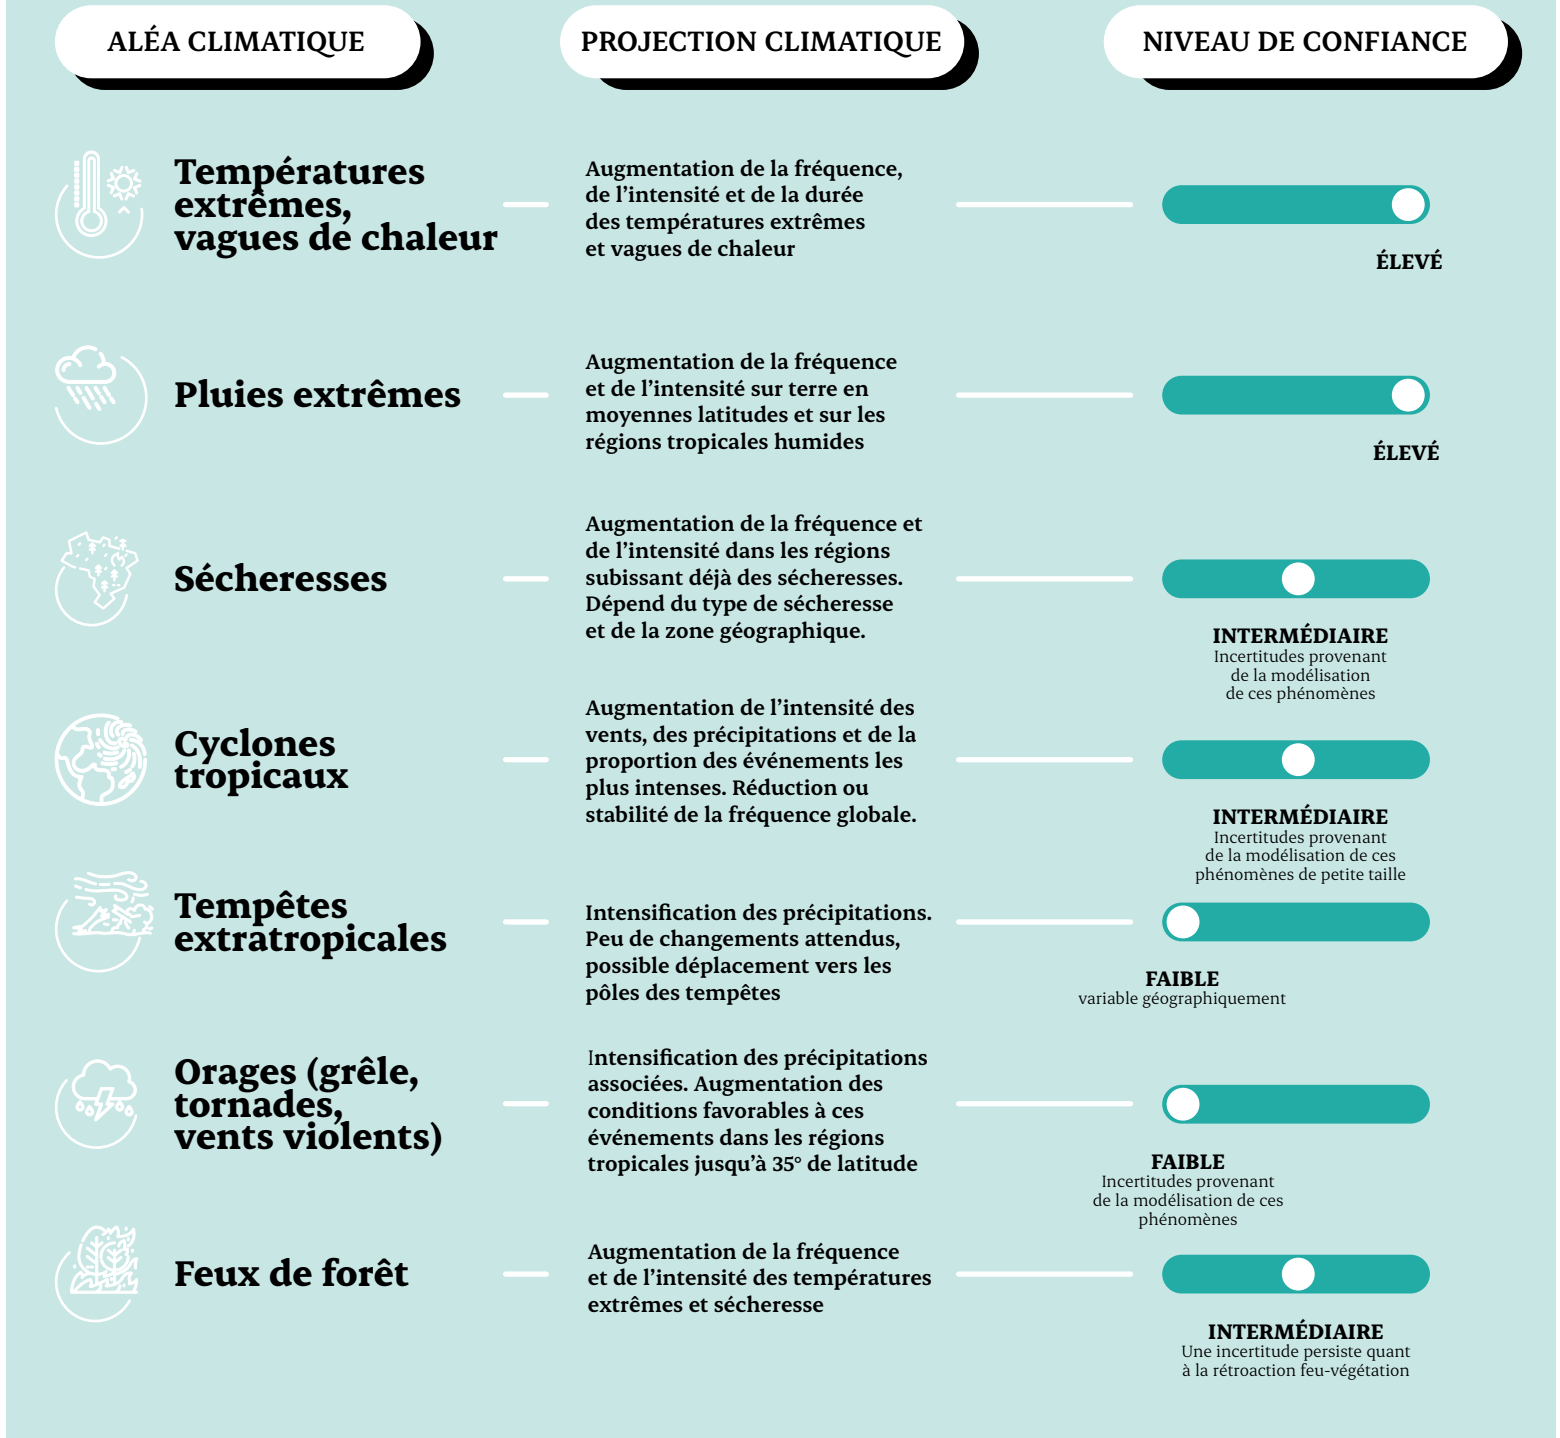 ALÉA CLIMATIQUE
PROJECTION CLIMATIQUE
NIVEAU DE CONFIANCE
Températures
extrêmes,
vagues de chaleur
Augmentation de la fréquence,
de l’intensité et de la durée
des températures extrêmes
et vagues de chaleur
ÉLEVÉ
Pluies extrêmes
Augmentation de la fréquence
et de l’intensité sur terre en
moyennes latitudes et sur les
régions tropicales humides
ÉLEVÉ
Sécheresses
Augmentation de la fréquence et
de l’intensité dans les régions
subissant déjà des sécheresses.
Dépend du type de sécheresse
et de la zone géographique.
INTERMÉDIAIRE
Incertitudes provenant
de la modélisation
de ces phénomènes
Cyclones
tropicaux
Augmentation de l’intensité des
vents, des précipitations et de la
proportion des événements les
plus intenses. Réduction ou
stabilité de la fréquence globale.
INTERMÉDIAIRE
Incertitudes provenant
de la modélisation de ces
phénomènes de petite taille
Tempêtes
extratropicales
Intensification des précipitations.
Peu de changements attendus,
possible déplacement vers les
pôles des tempêtes
FAIBLE
variable géographiquement
Orages (grêle,
tornades,
vents violents)
Intensification des précipitations
associées. Augmentation des
conditions favorables à ces
événements dans les régions
tropicales jusqu’à 35° de latitude
FAIBLE
Incertitudes provenant
de la modélisation de ces
phénomènes
Feux de forêt
Augmentation de la fréquence
et de l’intensité des températures
extrêmes et sécheresse
INTERMÉDIAIRE
Une incertitude persiste quant
à la rétroaction feu-végétation